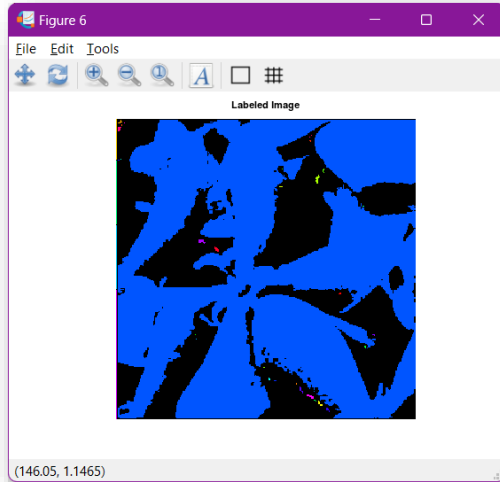 Figure 6
File Edit Tools
A
Labeled Image
(146.05, 1.1465)